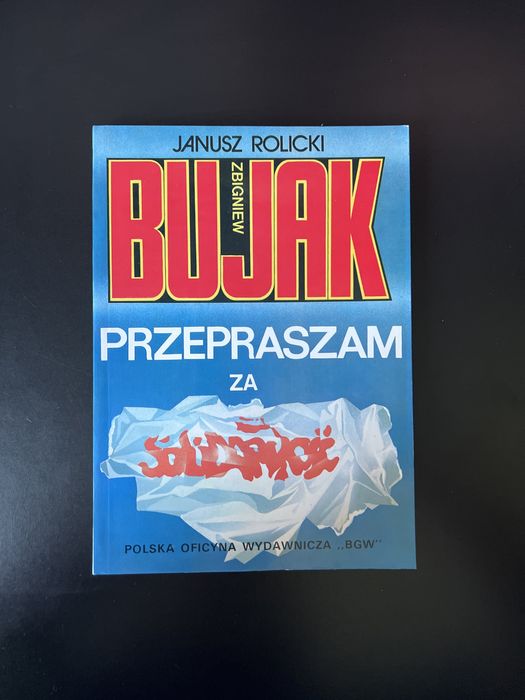 JANUSZ ROLICKI
ZBIGNIEW
BUJAK
PRZEPRASZAM
ZA
Solidarność
POLSKA OFICYNA WYDAWNICZA „BGW"